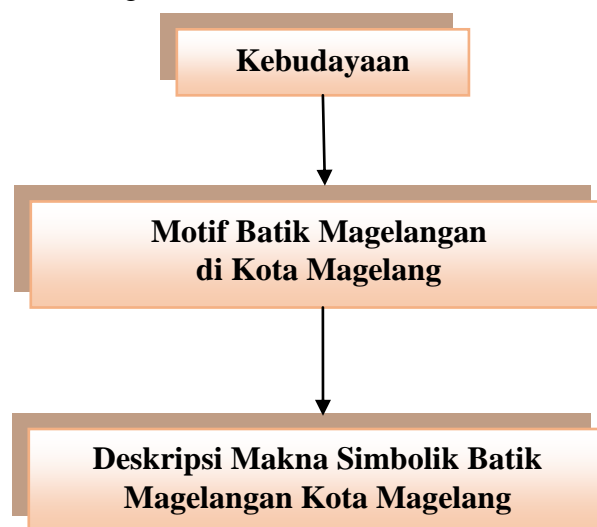 Kebudayaan
Motif Batik Magelangan
di Kota Magelang
Deskripsi Makna Simbolik Batik
Magelangan Kota Magelang